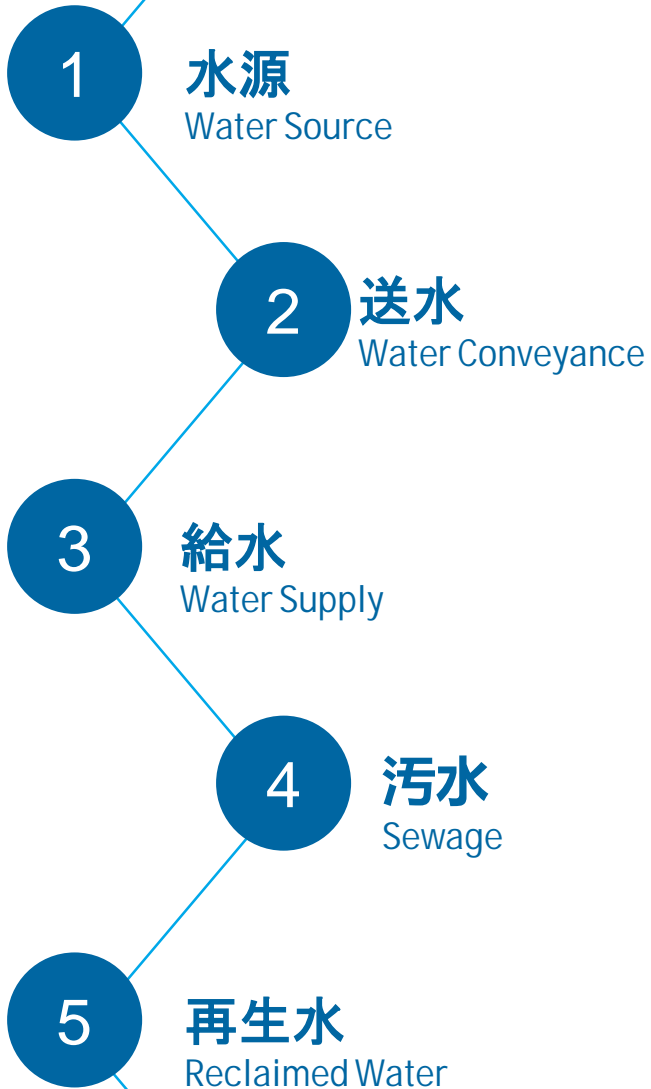 1
水源
Water Source
2
送水
Water Conveyance
3
給水
Water Supply
4
汚水
Sewage
5
再生水
Reclaimed Water